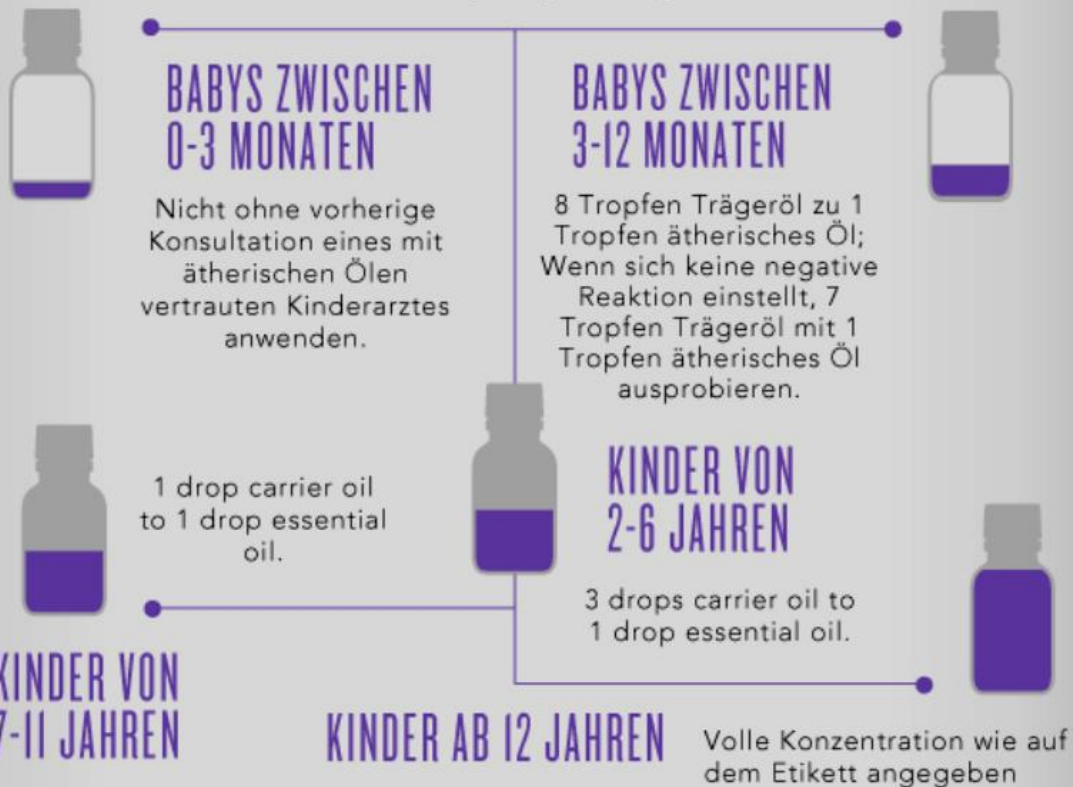 BABYS ZWISCHEN
0-3 MONATEN
Nicht ohne vorherige
Konsultation eines mit
ätherischen Ölen
vertrauten Kinderarztes
anwenden.
BABYS ZWISCHEN
3-12 MONATEN
8 Tropfen Trägeröl zu 1
Tropfen ätherisches Öl;
Wenn sich keine negative
Reaktion einstellt, 7
Tropfen Trägeröl mit 1
Tropfen ätherisches Öl
ausprobieren.
1 drop carrier oil
to 1 drop essential
oil.
KINDER VON
2-6 JAHREN
3 drops carrier oil to
1 drop essential oil.
KINDER VON
7-11 JAHREN
KINDER AB 12 JAHREN
Volle Konzentration wie auf
dem Etikett angegeben